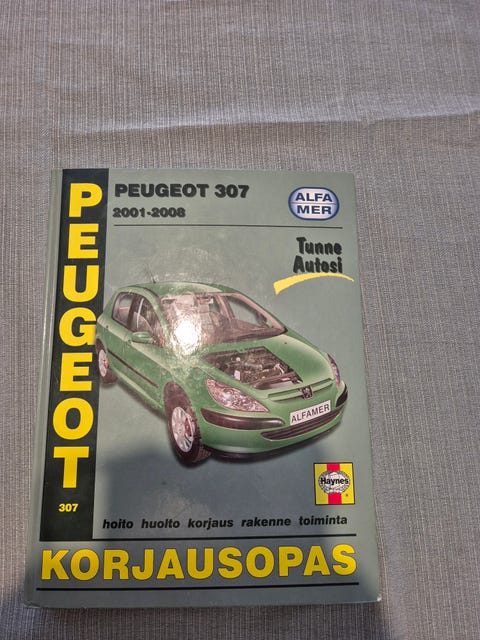 PEUGEOT
307
PEUGEOT 307
2001-2008
ALFA
MER
Tunne
Autosi
ALFAMER
Haynes
hoito huolto korjaus rakenne toiminta
KORJAUSOPAS